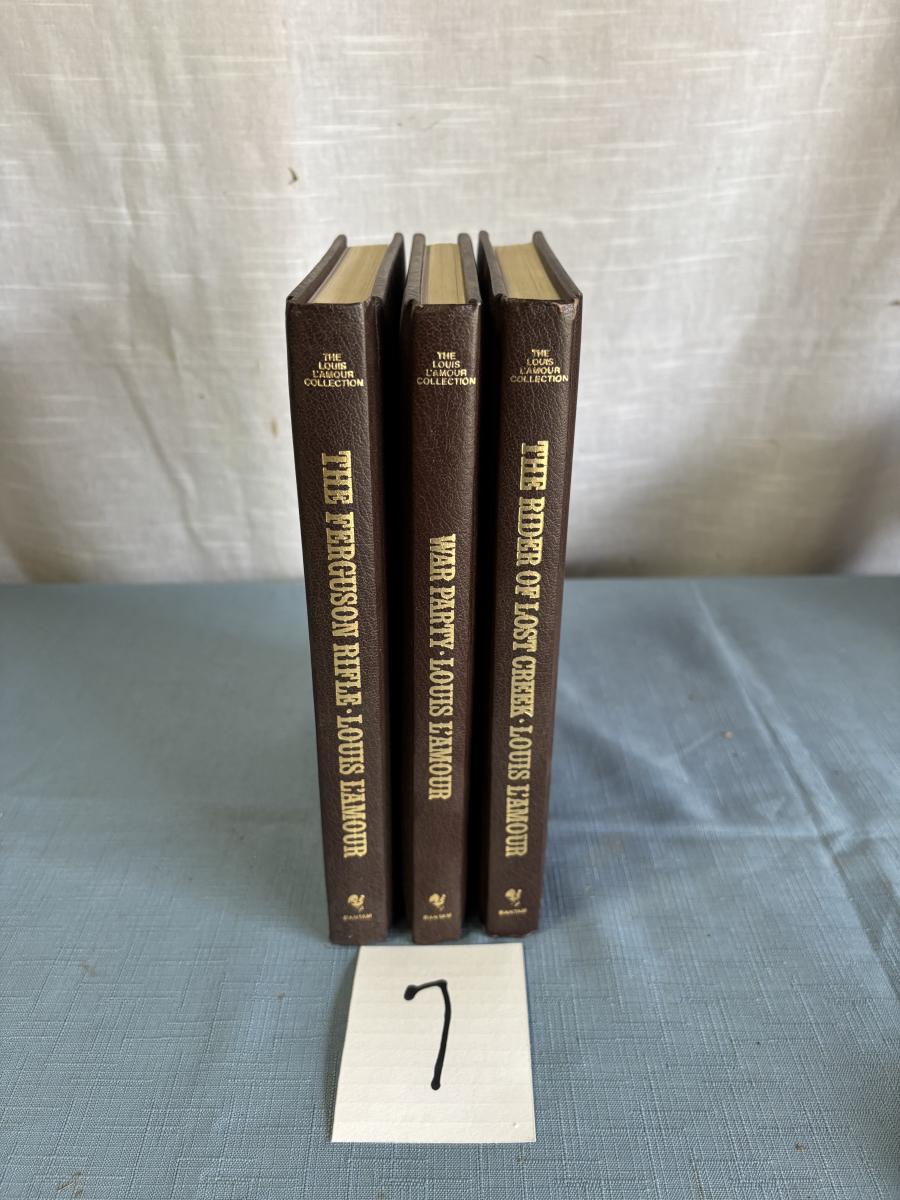 THE
LOUIS
L'AMOUR
COLLECTION
THE FERGUSON RIFLE · LOUIS L'AMOUR
BANTAM
THE
LOUIS
L'AMOUR
COLLECTION
WAR PARTY · LOUIS L'AMOUR
BANTAM
THE
LOUIS
L'AMOUR
COLLECTION
THE RIDER OF LOST CREEK · LOUIS L'AMOUR
BANTAM
7